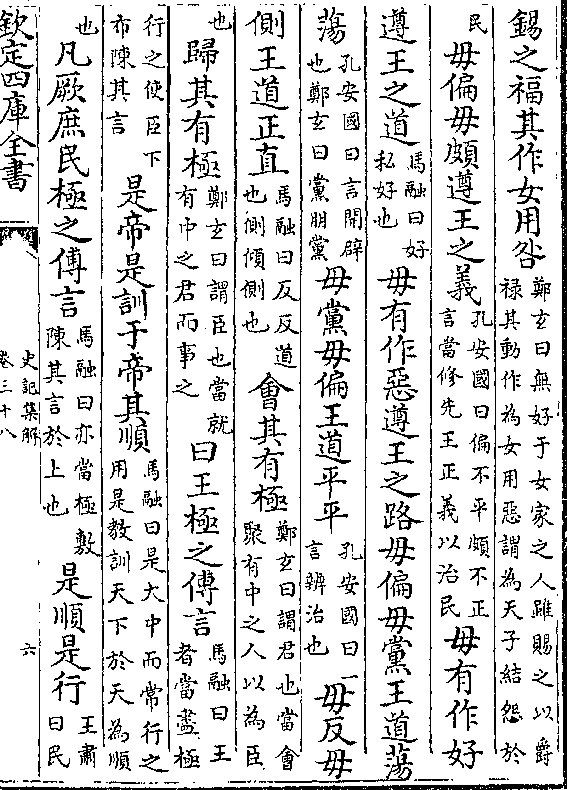 錫之福其作女用咎鄭玄曰無好于女家之人雖賜之以爵祿其動作為女用惡謂為天子結怨於
民毋偏毋頗遵王之義孔安國曰偏不平頗不正言當修先王正義以治民毋有作好
遵王之道馬融曰好私好也毋有作惡遵王之路毋偏毋黨王道蕩
蕩孔安國曰言開辟也鄭玄曰黨朋黨毋黨毋偏王道平平孔安國曰言辨治也毋反毋
側王道正直馬融曰反反道也側傾側也會其有極鄭玄曰謂君也當會聚有中之人以為臣
也歸其有極鄭玄曰謂臣也當就有中之君而事之曰王極之傅言馬融曰王者當盡極
行之使臣下布陳其言是帝是訓于帝其順馬融曰是大中而常行之用是敎訓天下於天為順
也凡厥庶民極之傅言馬融曰亦當極敷陳其言於上也是順是行王肅曰民
欽定四庫全書
史記集解
卷三十八
六